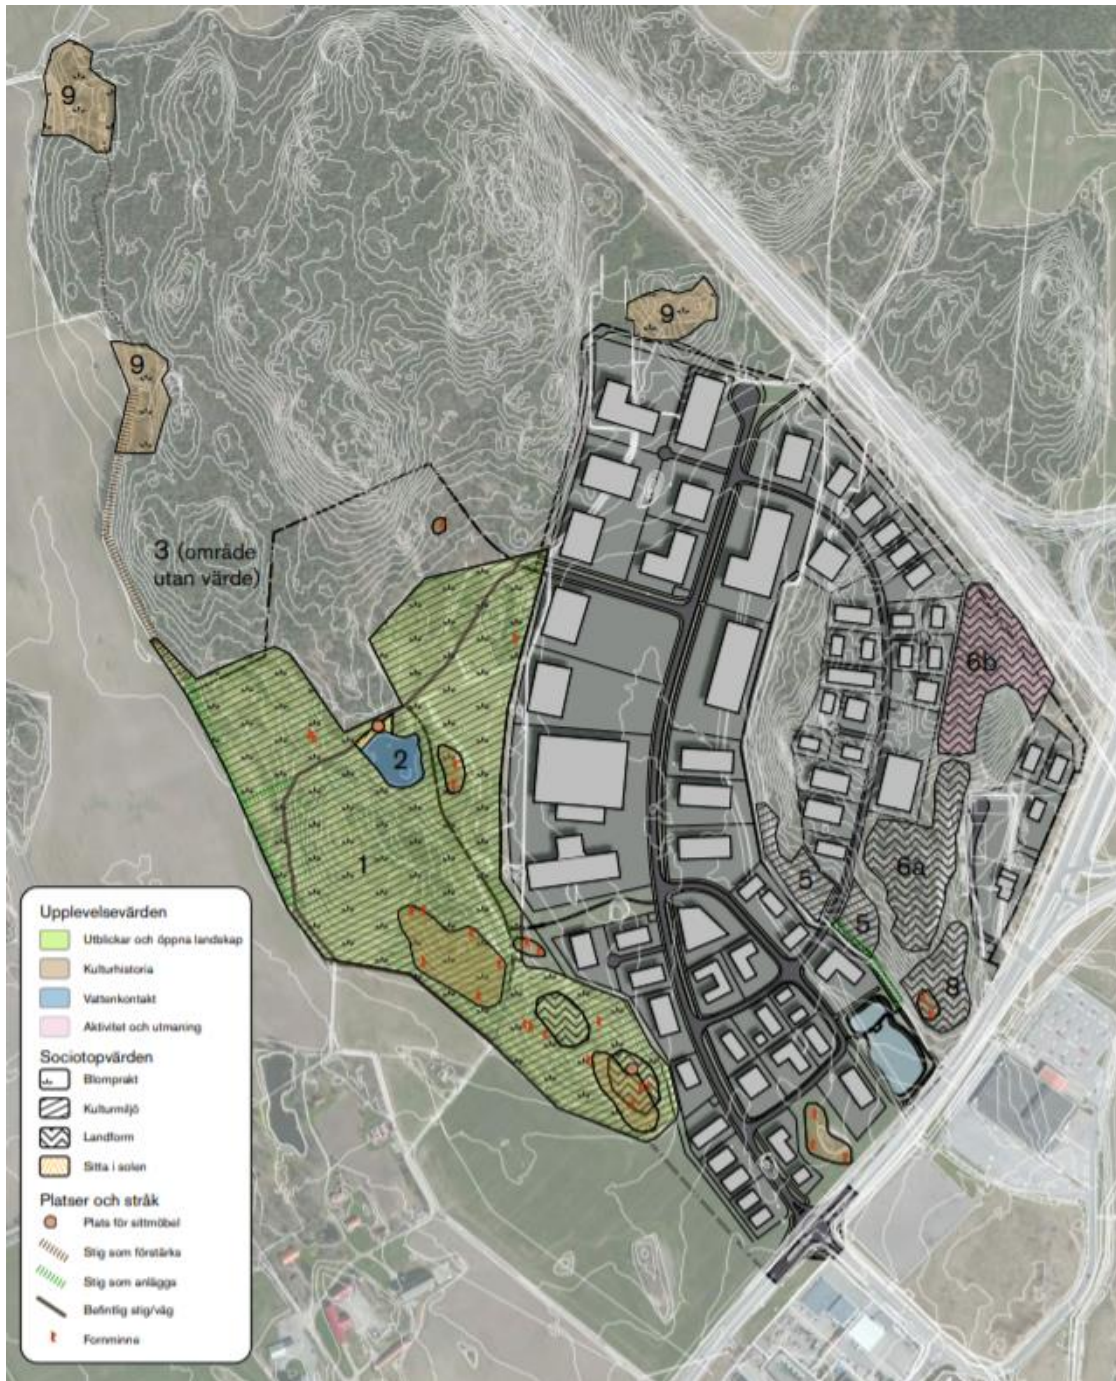 9
9
9
3 (område
utan värde)
6b
2
1
6a
5
5
8
Upplevelsevärden
Utblickar och öppna landskap
Kulturhistoria
Vattenkontakt
Aktivitet och utmaning
Sociotopvärden
Blomprakt
Kulturmiljö
Landform
Sitta i solen
Platser och stråk
Plats för sittmöbel
Stig som förstärks
Stig som anläggs
Befintlig stig/väg
Fornminne